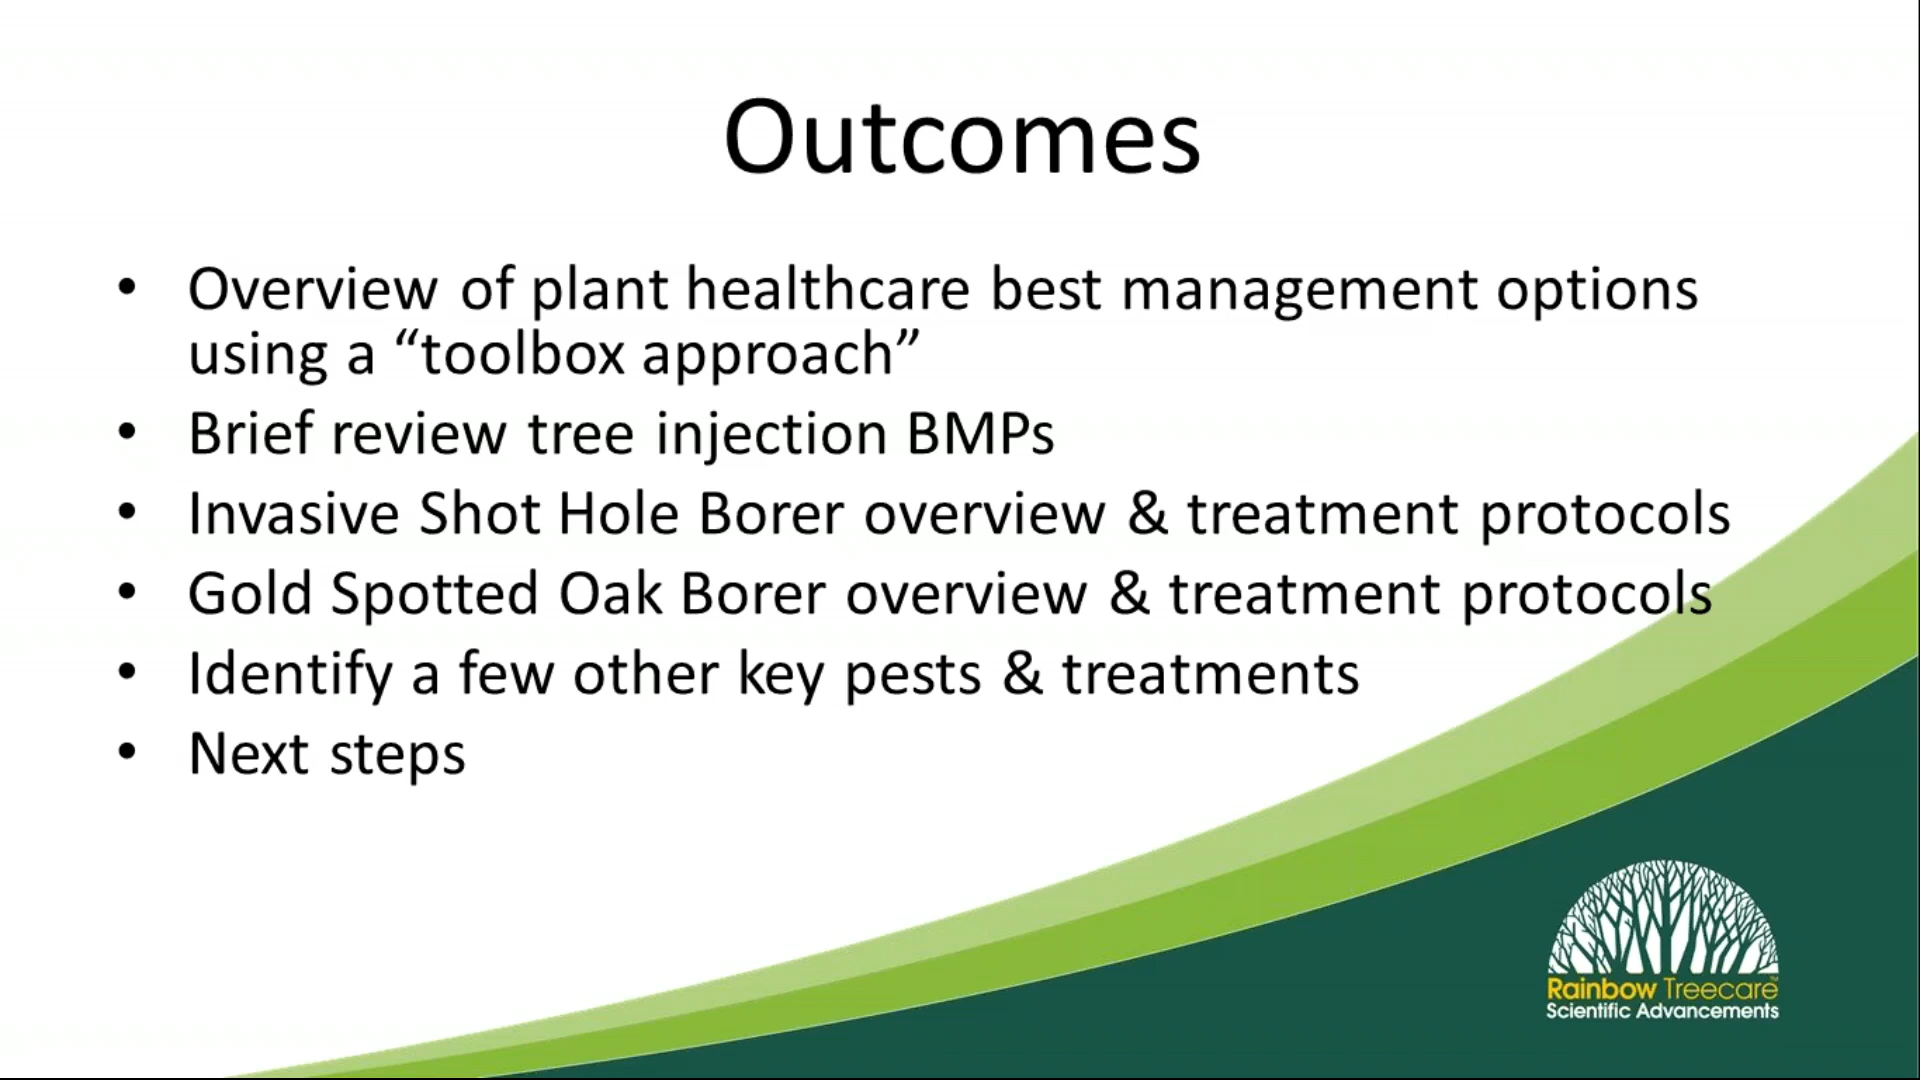 Outcomes
• Overview of plant healthcare best management options
using a “toolbox approach”
• Brief review tree injection BMPs
• Invasive Shot Hole Borer overview & treatment protocols
• Gold Spotted Oak Borer overview & treatment protocols
• Identify a few other key pests & treatments
• Next steps
Rainbow Treecare™
Scientific Advancements